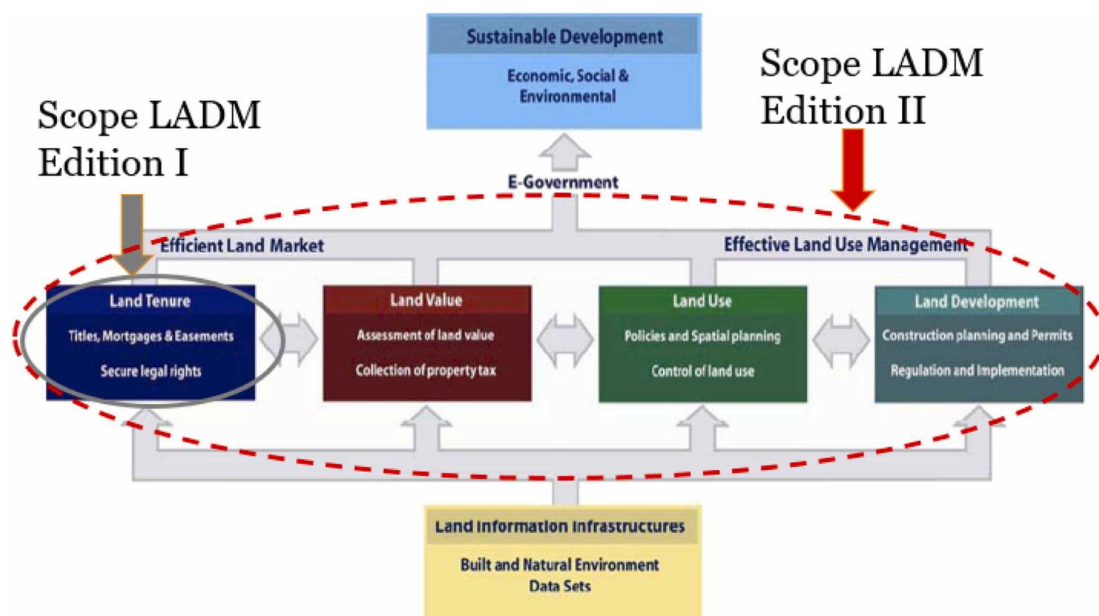 Sustainable Development
Economic, Social &
Environmental
Scope LADM
Edition I
Scope LADM
Edition II
E-Government
Efficient Land Market
Effective Land Use Management
Land Tenure
Titles, Mortgages & Easements
Secure legal rights
Land Value
Assessment of land value
Collection of property tax
Land Use
Policies and Spatial planning
Control of land use
Land Development
Construction planning and Permits
Regulation and Implementation
Land Information Infrastructures
Built and Natural Environment
Data Sets